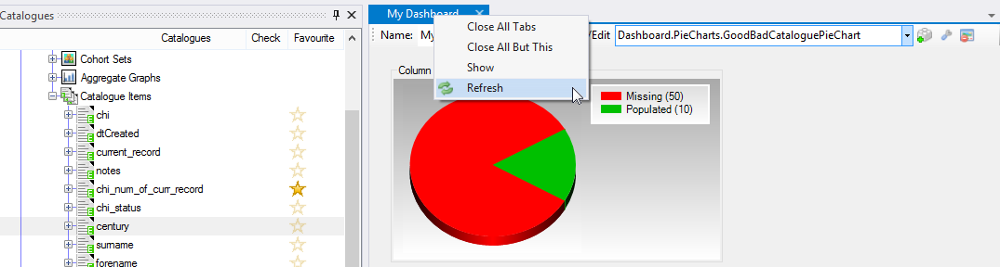 Catalogues
Catalogues Check Favourite
Cohort Sets
Aggregate Graphs
Catalogue Items
chi
dtCreated
current_record
notes
chi_num_of_curr_record
chi_status
century
surname
forename
My Dashboard
Name: My
/Edit Dashboard.PieCharts.GoodBadCataloguePieChart
Close All Tabs
Close All But This
Show
Refresh
Column
Missing (50)
Populated (10)